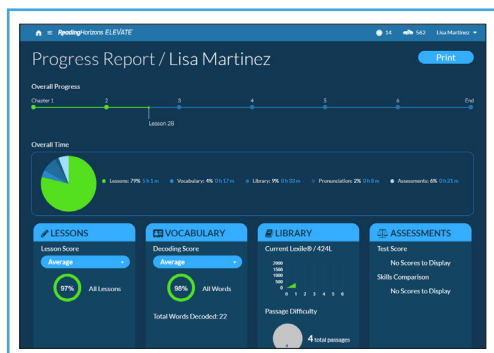 ReadingHorizons ELEVATE
14
562
Lisa Martinez
Progress Report / Lisa Martinez
Print
Overall Progress
Chapter 1 2 3 4 5 6 End
Lesson 28
Overall Time
Lessons: 79% 5 h 1 m
Vocabulary: 4% 0 h 17 m
Library: 9% 0 h 33 m
Pronunciation: 2% 0 h 8 m
Assessments: 6% 0 h 21 m
LESSONS
Lesson Score
Average
97% All Lessons
VOCABULARY
Decoding Score
Average
98% All Words
Total Words Decoded: 22
LIBRARY
Current Lexile® / 424L
2000
1500
1000
500
0
0 1 2 3 4 5 6
Passage Difficulty
4 total passages
4
ASSESSMENTS
Test Score
No Scores to Display
Skills Comparison
No Scores to Display